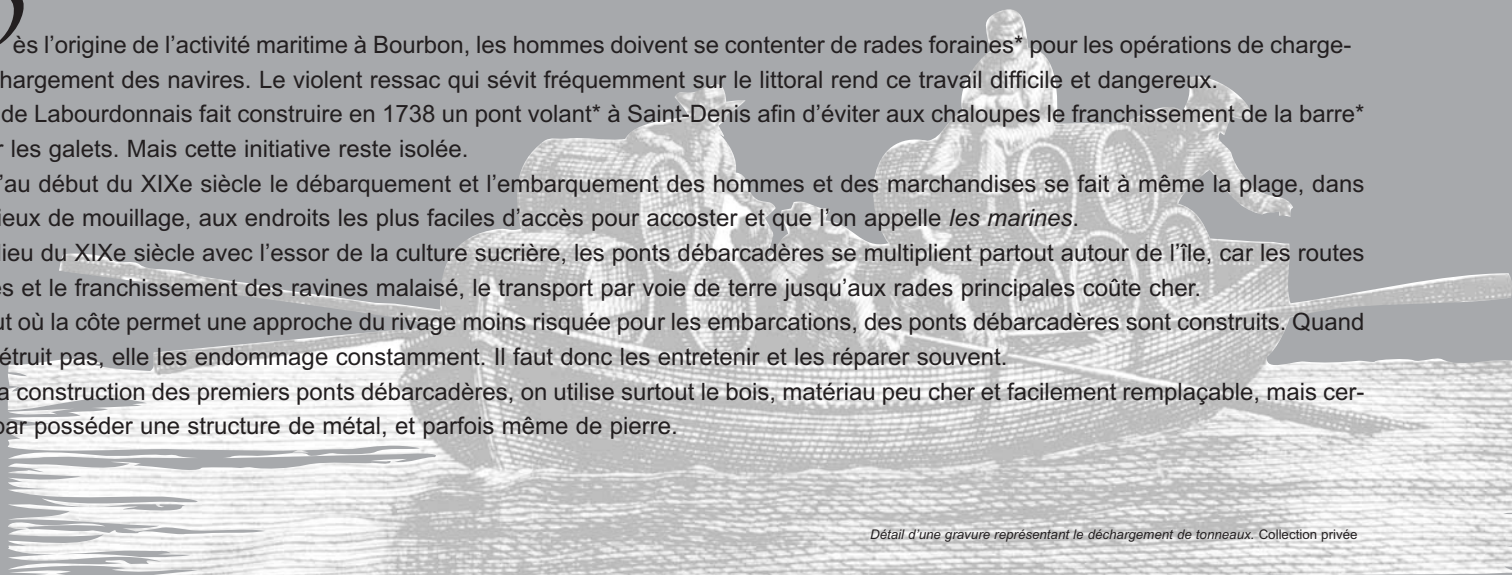 ès l’origine de l’activité maritime à Bourbon, les hommes doivent se contenter de rades foraines* pour les opérations de charge-
hargement des navires. Le violent ressac qui sévit fréquemment sur le littoral rend ce travail difficile et dangereux.
de Labourdonnais fait construire en 1738 un pont volant* à Saint-Denis afin d’éviter aux chaloupes le franchissement de la barre*
r les galets. Mais cette initiative reste isolée.
’au début du XIXe siècle le débarquement et l’embarquement des hommes et des marchandises se fait à même la plage, dans
ieux de mouillage, aux endroits les plus faciles d’accès pour accoster et que l’on appelle les marines.
lieu du XIXe siècle avec l’essor de la culture sucrière, les ponts débarcadères se multiplient partout autour de l’île, car les routes
es et le franchissement des ravines malaisé, le transport par voie de terre jusqu’aux rades principales coûte cher.
ut où la côte permet une approche du rivage moins risquée pour les embarcations, des ponts débarcadères sont construits. Quand
étruit pas, elle les endommage constamment. Il faut donc les entretenir et les réparer souvent.
a construction des premiers ponts débarcadères, on utilise surtout le bois, matériau peu cher et facilement remplaçable, mais cer-
par posséder une structure de métal, et parfois même de pierre.
Détail d’une gravure représentant le déchargement de tonneaux. Collection privée